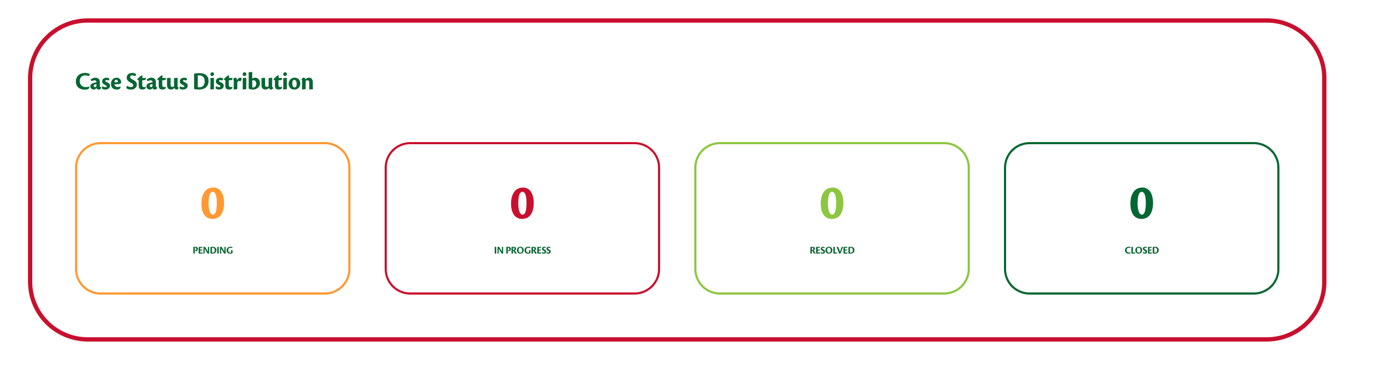 Case Status Distribution
0
PENDING
0
IN PROGRESS
0
RESOLVED
0
CLOSED